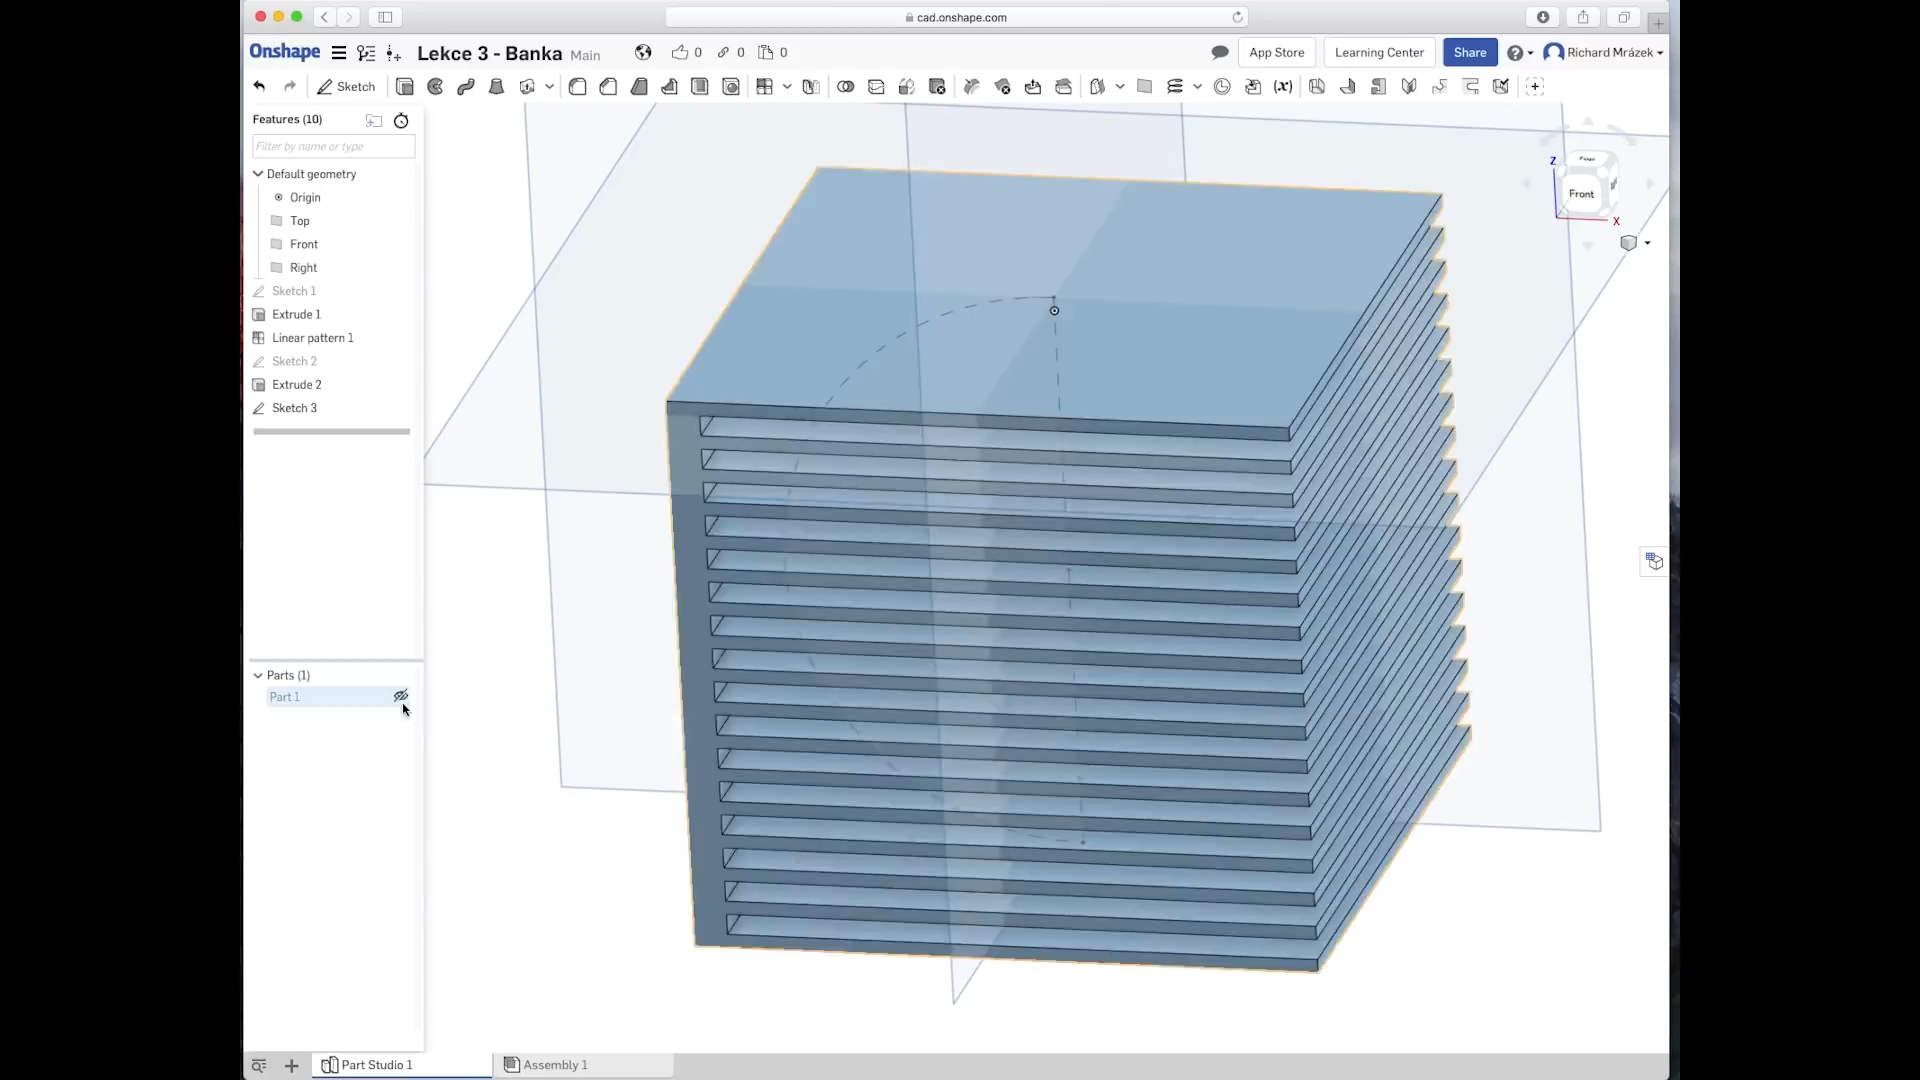 cad.onshape.com
Onshape Lekce 3 - Banka Main 0 0 0 App Store Learning Center Share Richard Mrázek
Sketch (x)
Features (10)
Filter by name or type
Default geometry
Origin
Top
Front
Right
Sketch 1
Extrude 1
Linear pattern 1
Sketch 2
Extrude 2
Sketch 3
Parts (1)
Part 1
Top
Z
Front
X
Part Studio 1 Assembly 1